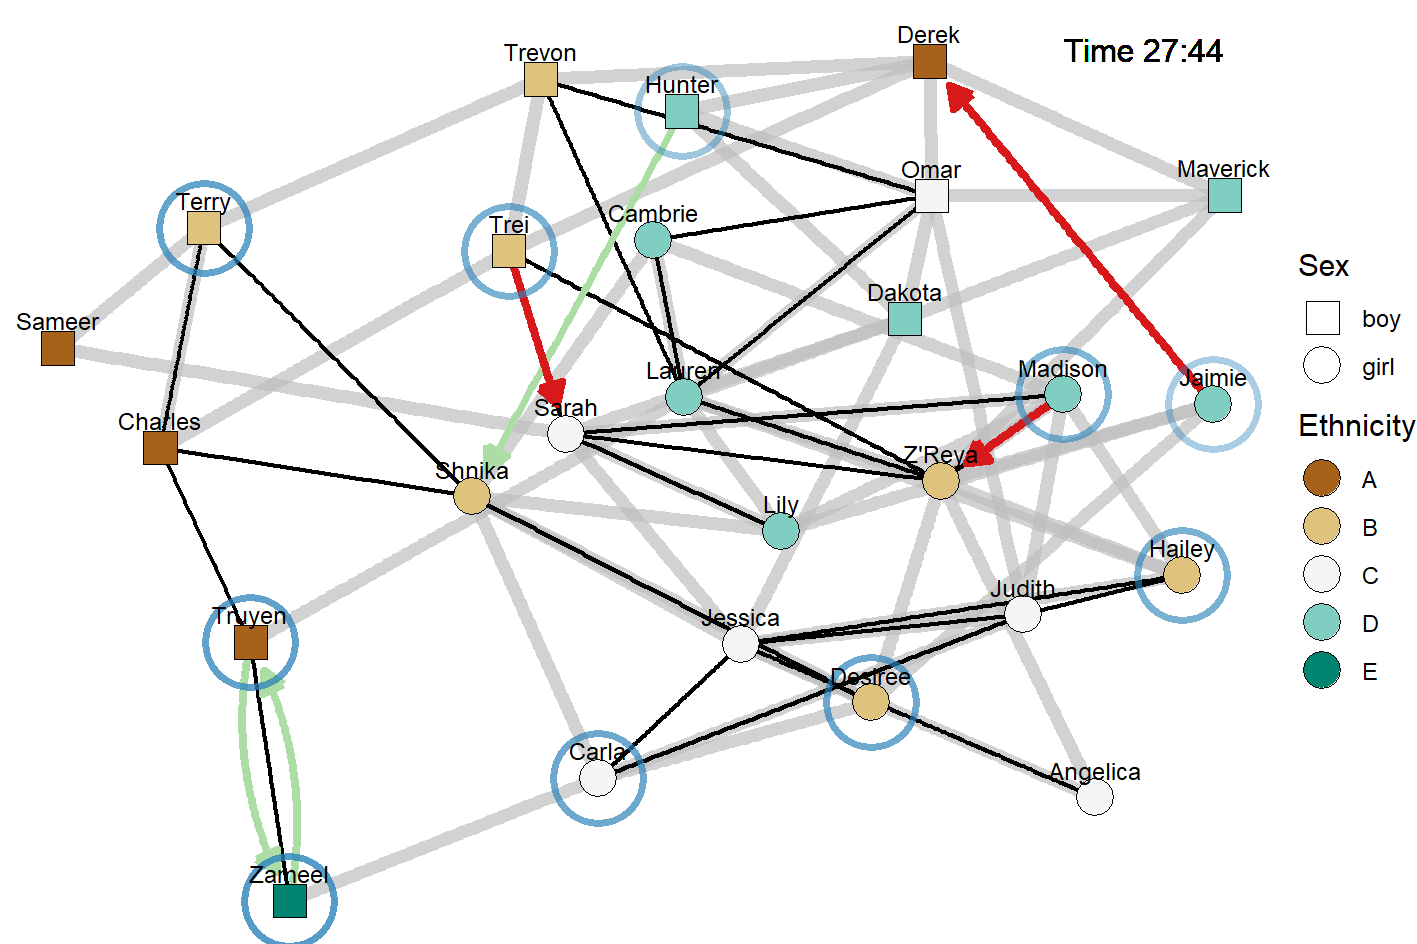 Derek
Time 27:44
Trevon
Hunter
Omar
Maverick
Terry
Cambrie
Trei
Dakota
Sex
boy
girl
Sameer
Madison
Jaimie
Lauren
Sarah
Charles
Ethnicity
A
B
C
D
E
Z'Reya
Shnika
Lily
Hailey
Judith
Truyen
Jessica
Desiree
Carla
Angelica
Zameel